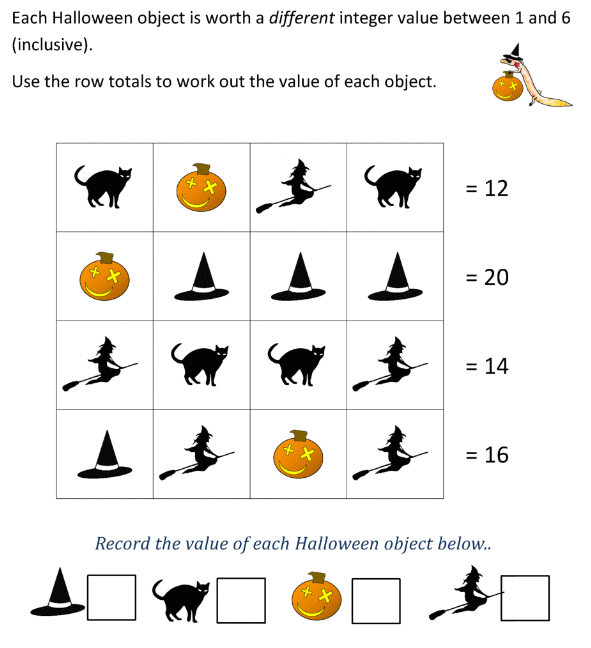 Each Halloween object is worth a different integer value between 1 and 6
(inclusive).
Use the row totals to work out the value of each object.
= 12
= 20
= 14
= 16
Record the value of each Halloween object below..